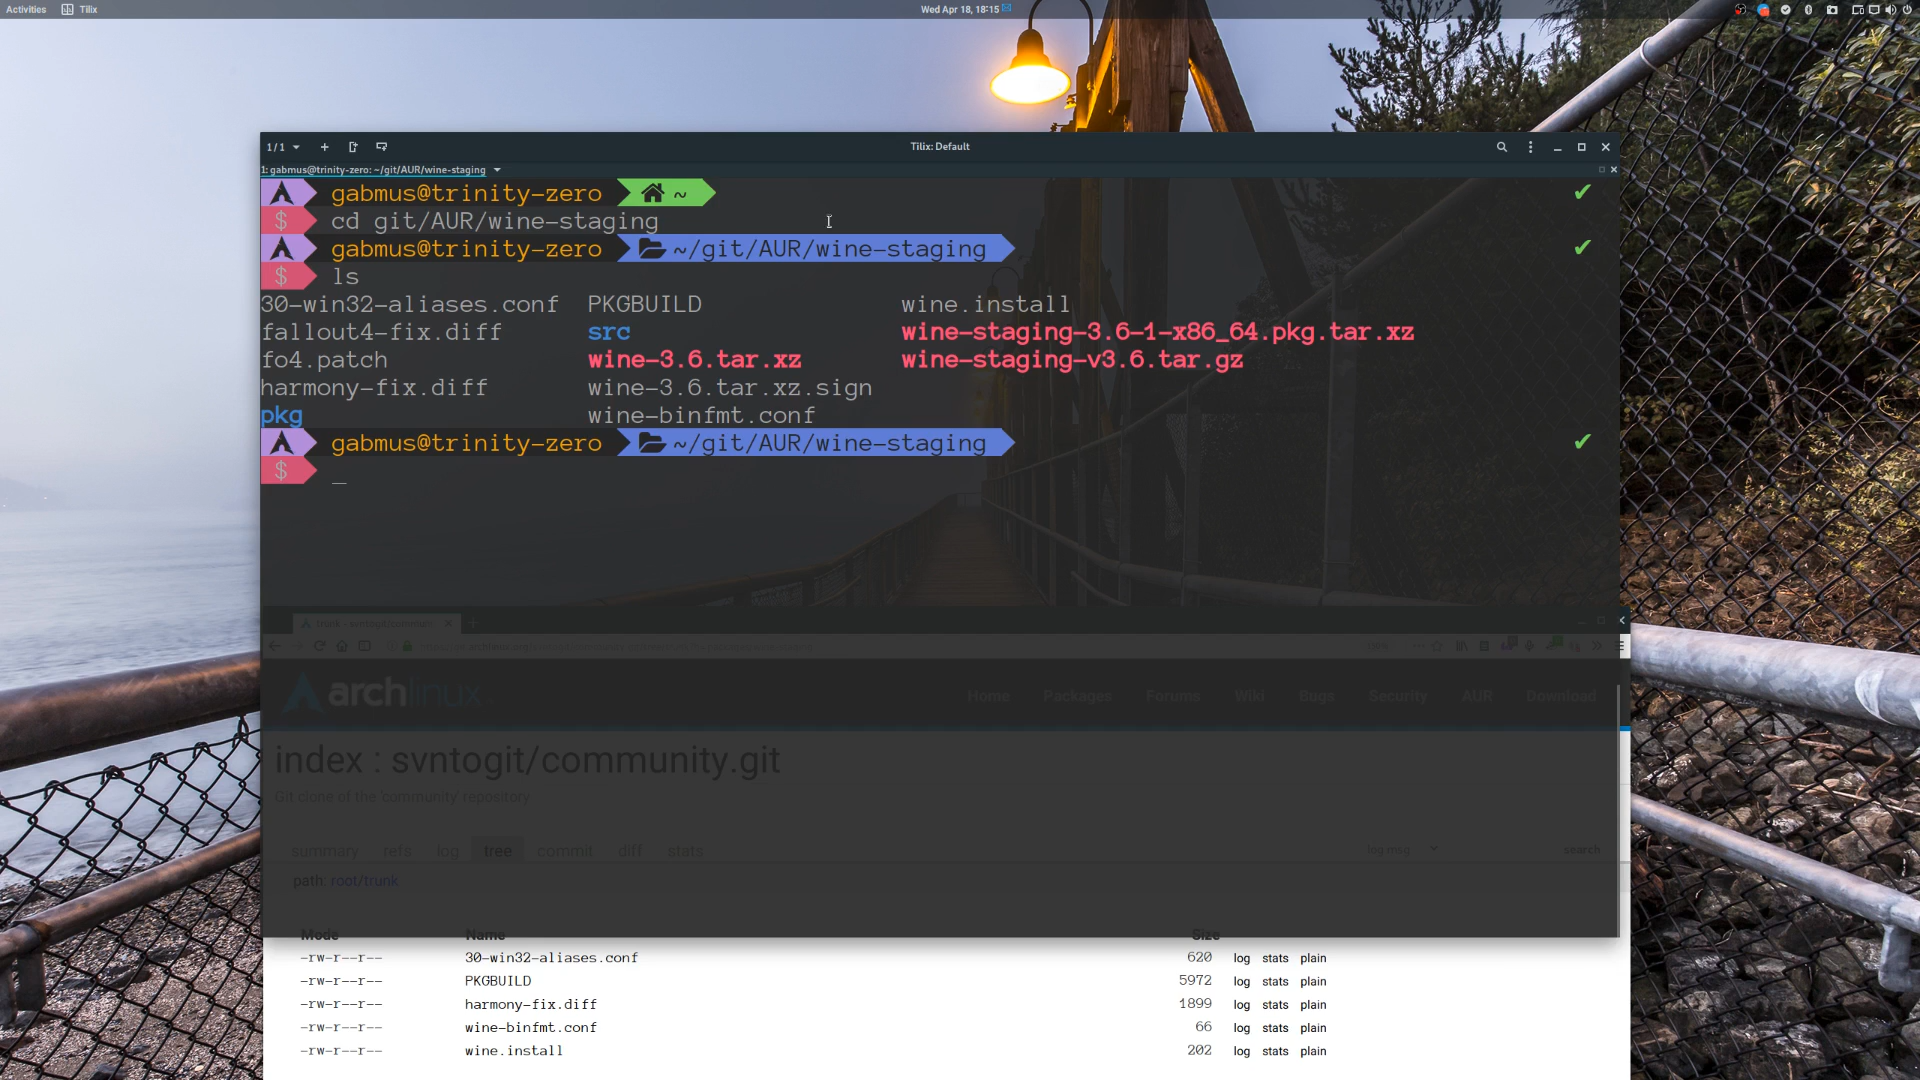 Activities Tilix Wed Apr 18, 18:15
1 / 1 Tilix: Default
1: gabmus@trinity-zero: ~/git/AUR/wine-staging
gabmus@trinity-zero ~
$ cd git/AUR/wine-staging
gabmus@trinity-zero ~/git/AUR/wine-staging
$ ls
30-win32-aliases.conf PKGBUILD wine.install
fallout4-fix.diff src wine-staging-3.6-1-x86_64.pkg.tar.xz
fo4.patch wine-3.6.tar.xz wine-staging-v3.6.tar.gz
harmony-fix.diff wine-3.6.tar.xz.sign
pkg wine-binfmt.conf
gabmus@trinity-zero ~/git/AUR/wine-staging
$ _
archlinux Home Packages Forums Wiki Bugs Security AUR Download
index : svntogit/community.git
Git clone of the community repository
summary refs log tree commit diff stats log msg search
path: root/trunk
Mode Name Size
-rw-r--r-- 30-win32-aliases.conf 620 log stats plain
-rw-r--r-- PKGBUILD 5972 log stats plain
-rw-r--r-- harmony-fix.diff 1899 log stats plain
-rw-r--r-- wine-binfmt.conf 66 log stats plain
-rw-r--r-- wine.install 202 log stats plain